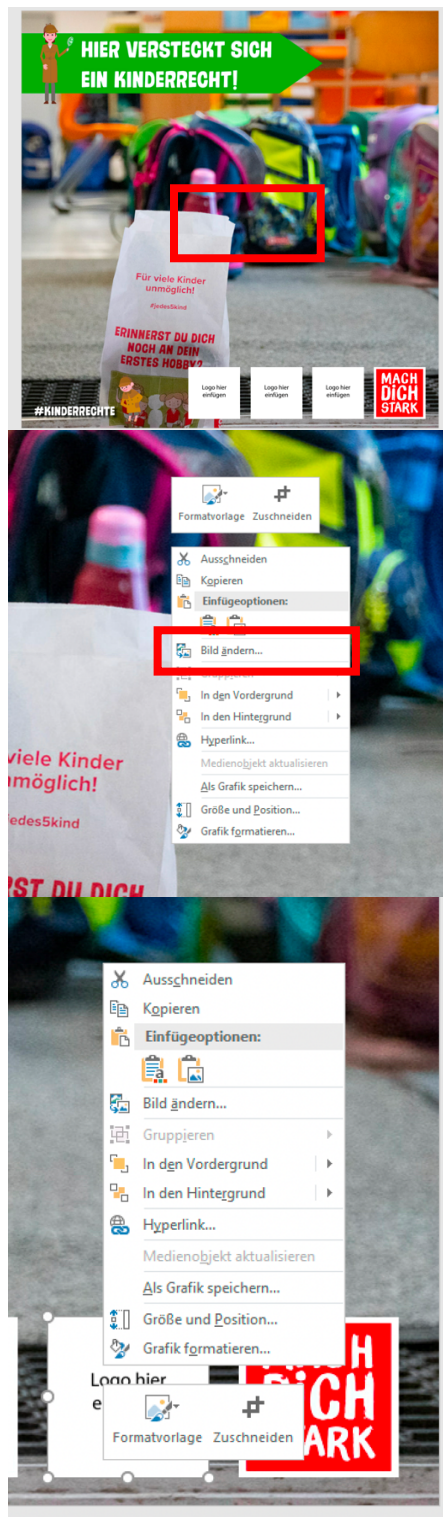 HIER VERSTECKT SICH
EIN KINDERRECHT!
Für viele Kinder
unmöglich!
#jedes5kind
ERINNERST DU DICH
NOCH AN DEIN
ERSTES HOBBY?
Logo hier
einfügen
Logo hier
einfügen
Logo hier
einfügen
MACH
DiCH
STARK
#KINDERRECHTE
Formatvorlage Zuschneiden
Ausschneiden
Kopieren
Einfügeoptionen:
Bild ändern...
Gruppieren
In den Vordergrund
In den Hintergrund
Hyperlink...
Medienobjekt aktualisieren
Als Grafik speichern...
Größe und Position...
Grafik formatieren...
viele Kinder
möglich!
edes5kind
RST DU DICH
Ausschneiden
Kopieren
Einfügeoptionen:
Bild ändern...
Gruppieren
In den Vordergrund
In den Hintergrund
Hyperlink...
Medienobjekt aktualisieren
Als Grafik speichern...
Größe und Position...
Grafik formatieren...
Logo hier
Formatvorlage Zuschneiden